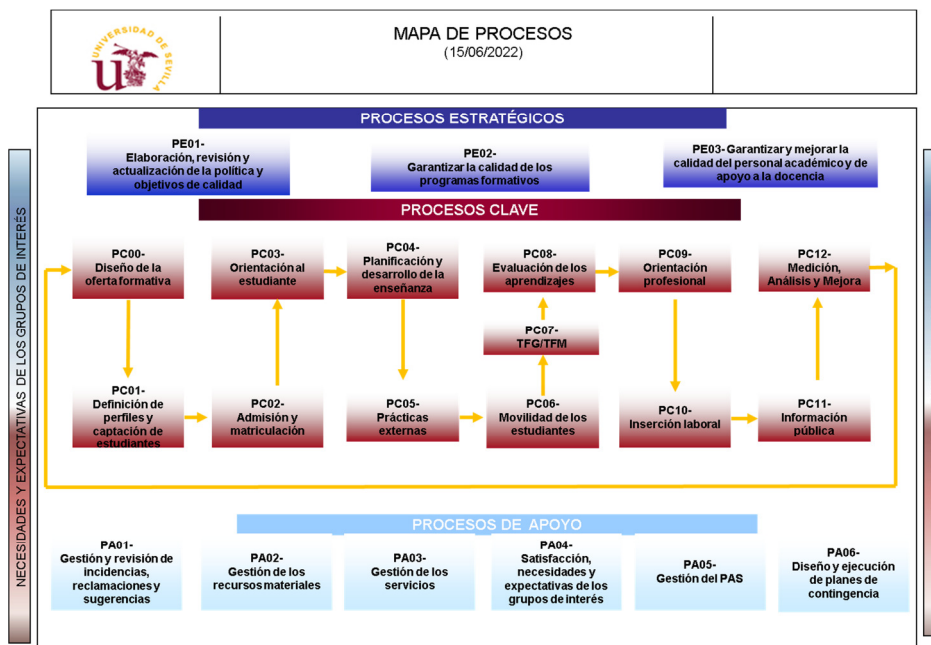 UNIVERSIDAD DE SEVILLA
MAPA DE PROCESOS
(15/06/2022)
NECESIDADES Y EXPECTATIVAS DE LOS GRUPOS DE INTERÉS
PROCESOS ESTRATÉGICOS
PE01-
Elaboración, revisión y
actualización de la política y
objetivos de calidad
PE02-
Garantizar la calidad de los
programas formativos
PE03- Garantizar y mejorar la
calidad del personal académico y de
apoyo a la docencia
PROCESOS CLAVE
PC00-
Diseño de la
oferta formativa
PC03-
Orientación al
estudiante
PC04-
Planificación y
desarrollo de la
enseñanza
PC08-
Evaluación de los
aprendizajes
PC09-
Orientación
profesional
PC12-
Medición,
Análisis y Mejora
PC07-
TFG/TFM
PC01-
Definición de
perfiles y
captación de
estudiantes
PC02-
Admisión y
matriculación
PC05-
Prácticas
externas
PC06-
Movilidad de los
estudiantes
PC10-
Inserción laboral
PC11-
Información
pública
PROCESOS DE APOYO
PA01-
Gestión y revisión de
incidencias,
reclamaciones y
sugerencias
PA02-
Gestión de los
recursos materiales
PA03-
Gestión de los
servicios
PA04-
Satisfacción,
necesidades y
expectativas de los
grupos de interés
PA05-
Gestión del PAS
PA06-
Diseño y ejecución
de planes de
contingencia